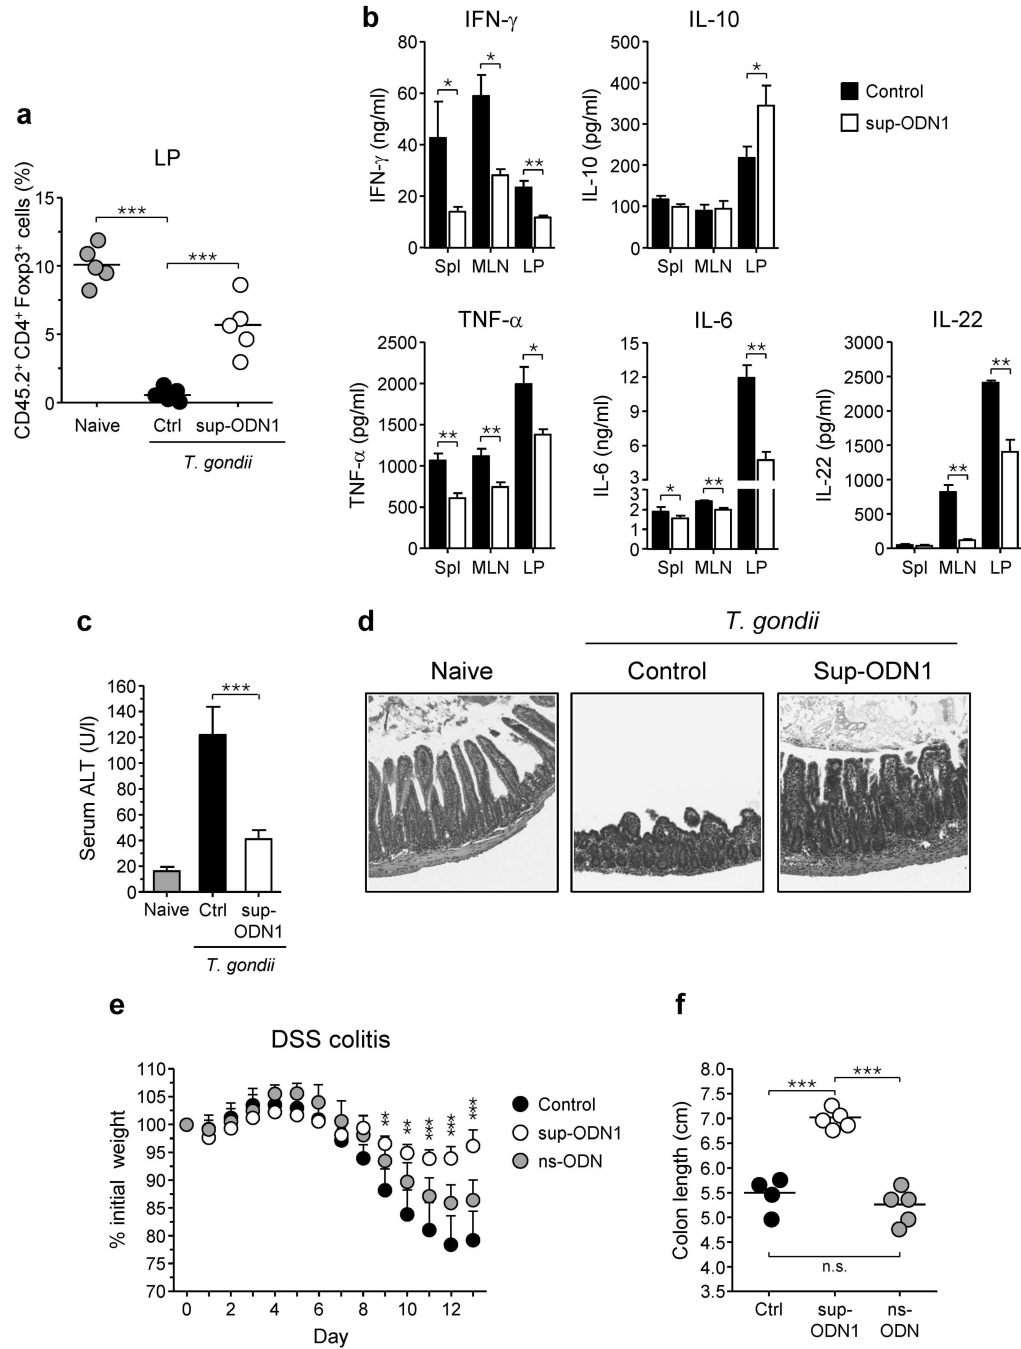 a
LP
CD45.2⁺ CD4⁺ Foxp3⁺ cells (%)
15
10
5
0
***
***
Naive
Ctrl
sup-ODN1
T. gondii
b
IFN-γ
IFN-γ (ng/ml)
80
60
40
20
0
*
*
**
Spl
MLN
LP
IL-10
IL-10 (pg/ml)
500
400
300
200
100
0
*
Spl
MLN
LP
Control
sup-ODN1
TNF-α
TNF-α (pg/ml)
2500
2000
1500
1000
500
0
**
**
*
Spl
MLN
LP
IL-6
IL-6 (ng/ml)
15
12
9
6
3
3
2
1
0
*
**
**
Spl
MLN
LP
IL-22
IL-22 (pg/ml)
3000
2500
2000
1500
1000
500
0
**
**
Spl
MLN
LP
c
Serum ALT (U/l)
160
140
120
100
80
60
40
20
0
***
Naive
Ctrl
sup-
ODN1
T. gondii
d
T. gondii
Naive
Control
Sup-ODN1
e
DSS colitis
% initial weight
110
105
100
95
90
85
80
75
70
**
**
***
***
***
0
2
4
6
8
10
12
Day
Control
sup-ODN1
ns-ODN
f
Colon length (cm)
8.0
7.5
7.0
6.5
6.0
5.5
5.0
4.5
4.0
3.5
***
***
n.s.
Ctrl
sup-
ODN1
ns-
ODN